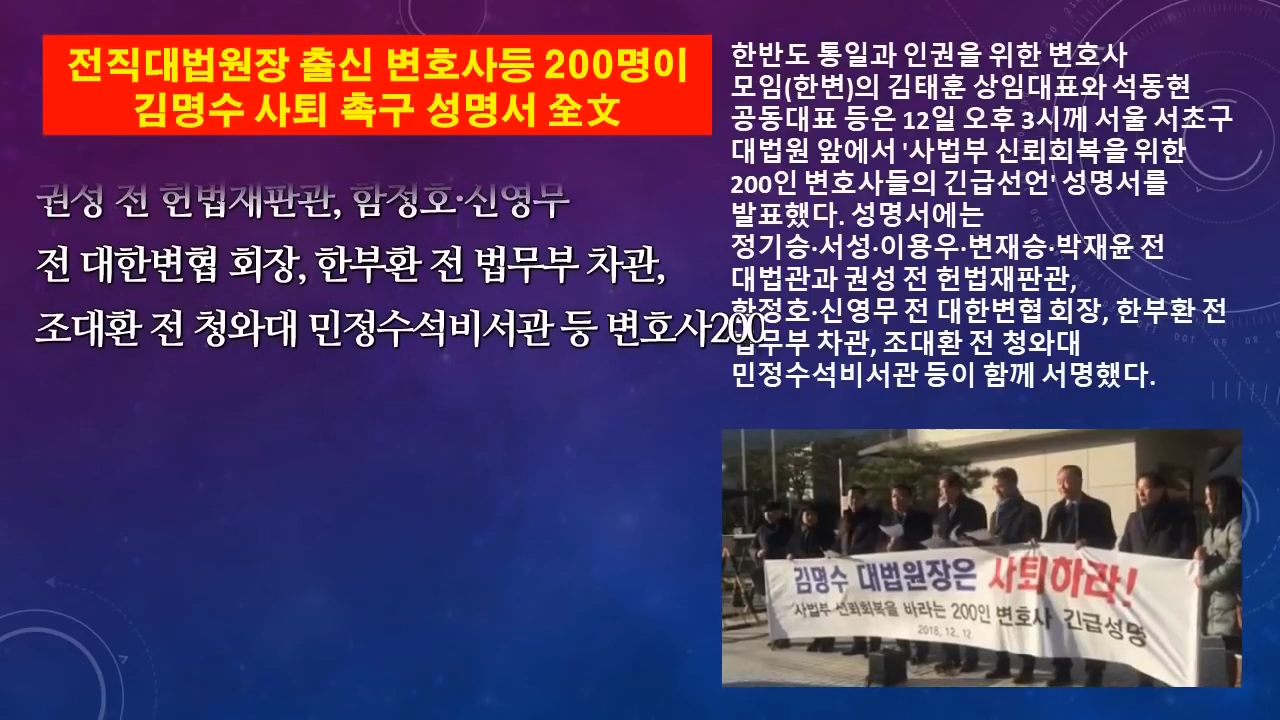 전직대법원장 출신 변호사등 200명이
김명수 사퇴 촉구 성명서 全文
권성 전 헌법재판관, 함정호·신영무
전 대한변협 회장, 한부환 전 법무부 차관,
조대환 전 청와대 민정수석비서관 등 변호사200
한반도 통일과 인권을 위한 변호사
모임(한변)의 김태훈 상임대표와 석동현
공동대표 등은 12일 오후 3시께 서울 서초구
대법원 앞에서 '사법부 신뢰회복을 위한
200인 변호사들의 긴급선언' 성명서를
발표했다. 성명서에는
정기승·서성·이용우·변재승·박재윤 전
대법관과 권성 전 헌법재판관,
함정호·신영무 전 대한변협 회장, 한부환 전
법무부 차관, 조대환 전 청와대
민정수석비서관 등이 함께 서명했다.
김명수 대법원장은 사퇴하라!
사법부 신뢰회복을 바라는 200인 변호사 긴급성명
2018. 12. 12